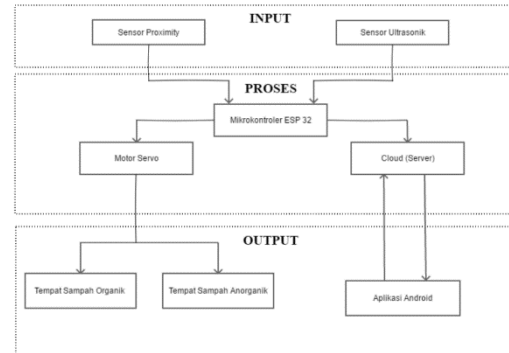 INPUT
Sensor Proximity
Sensor Ultrasonik
PROSES
Mikrokontroler ESP 32
Motor Servo
Cloud (Server)
OUTPUT
Tempat Sampah Organik
Tempat Sampah Anorganik
Aplikasi Android